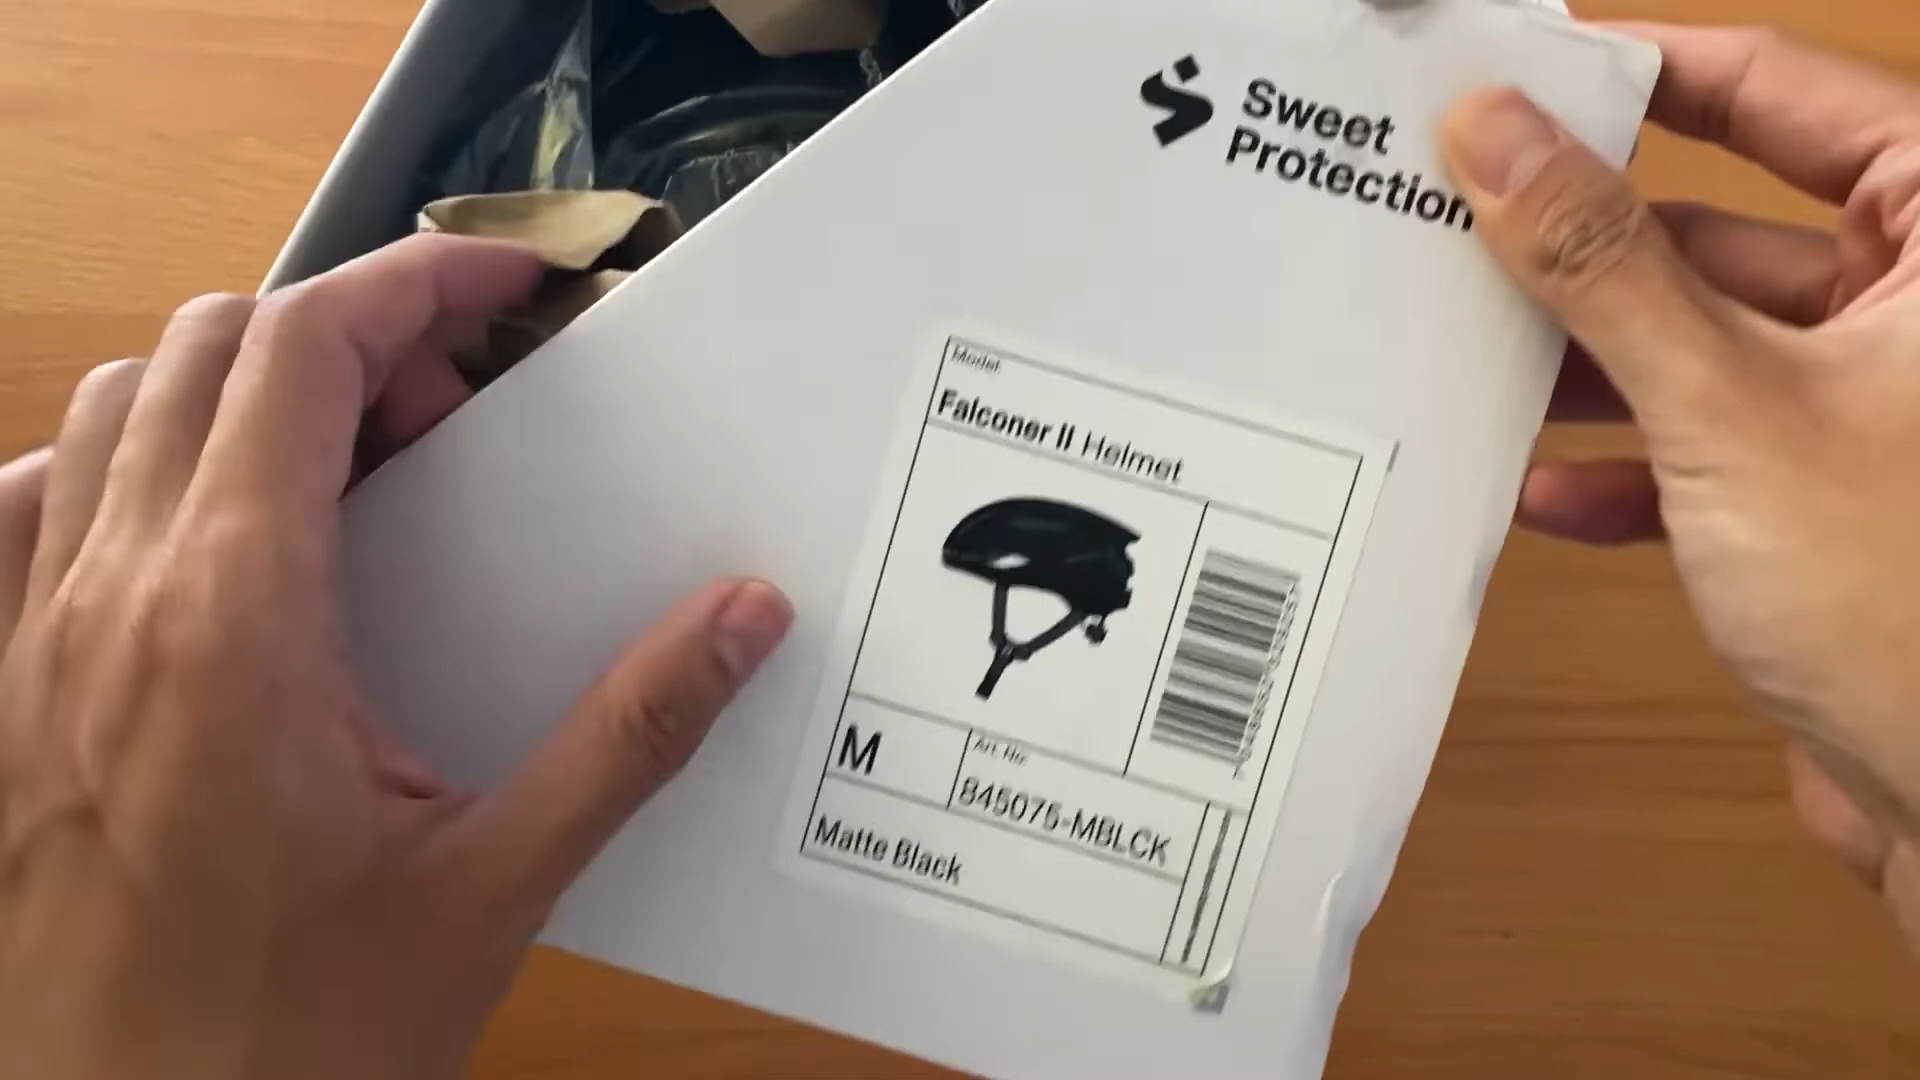 Sweet
Protection
Model:
Falconer II Helmet
M
Art. No.
845075-MBLCK
Matte Black